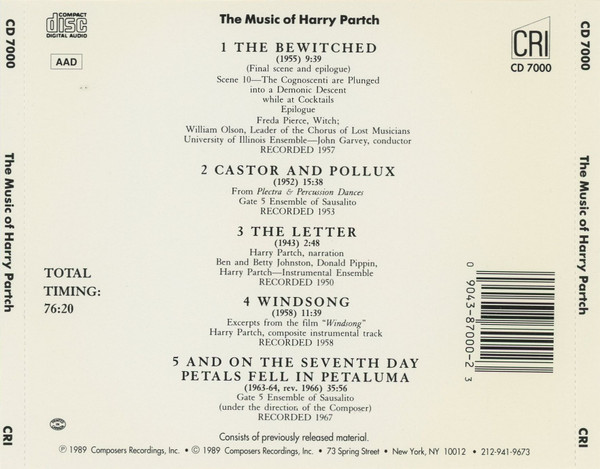 COMPACT
disc
DIGITAL AUDIO
AAD
CD 7000
The Music of Harry Partch
CRI
The Music of Harry Partch
CRI
CD 7000
1 THE BEWITCHED
(1955) 9:39
(Final scene and epilogue)
Scene 10—The Cognoscenti are Plunged
into a Demonic Descent
while at Cocktails
Epilogue
Freda Pierce, Witch;
William Olson, Leader of the Chorus of Lost Musicians
University of Illinois Ensemble—John Garvey, conductor
RECORDED 1957
2 CASTOR AND POLLUX
(1952) 15:38
From Plectra & Percussion Dances
Gate 5 Ensemble of Sausalito
RECORDED 1953
3 THE LETTER
(1943) 2:48
Harry Partch, narration
Ben and Betty Johnston, Donald Pippin,
Harry Partch—Instrumental Ensemble
RECORDED 1950
4 WINDSONG
(1958) 11:39
Excerpts from the film "Windsong"
Harry Partch, composite instrumental track
RECORDED 1958
5 AND ON THE SEVENTH DAY
PETALS FELL IN PETALUMA
(1963-64, rev. 1966) 35:56
Gate 5 Ensemble of Sausalito
(under the direction of the Composer)
RECORDED 1967
TOTAL
TIMING:
76:20
0 9043-87000-2 3
Consists of previously released material.
℗ 1989 Composers Recordings, Inc. • © 1989 Composers Recordings, Inc. • 73 Spring Street • New York, NY 10012 • 212-941-9673
CD 7000
The Music of Harry Partch
CRI